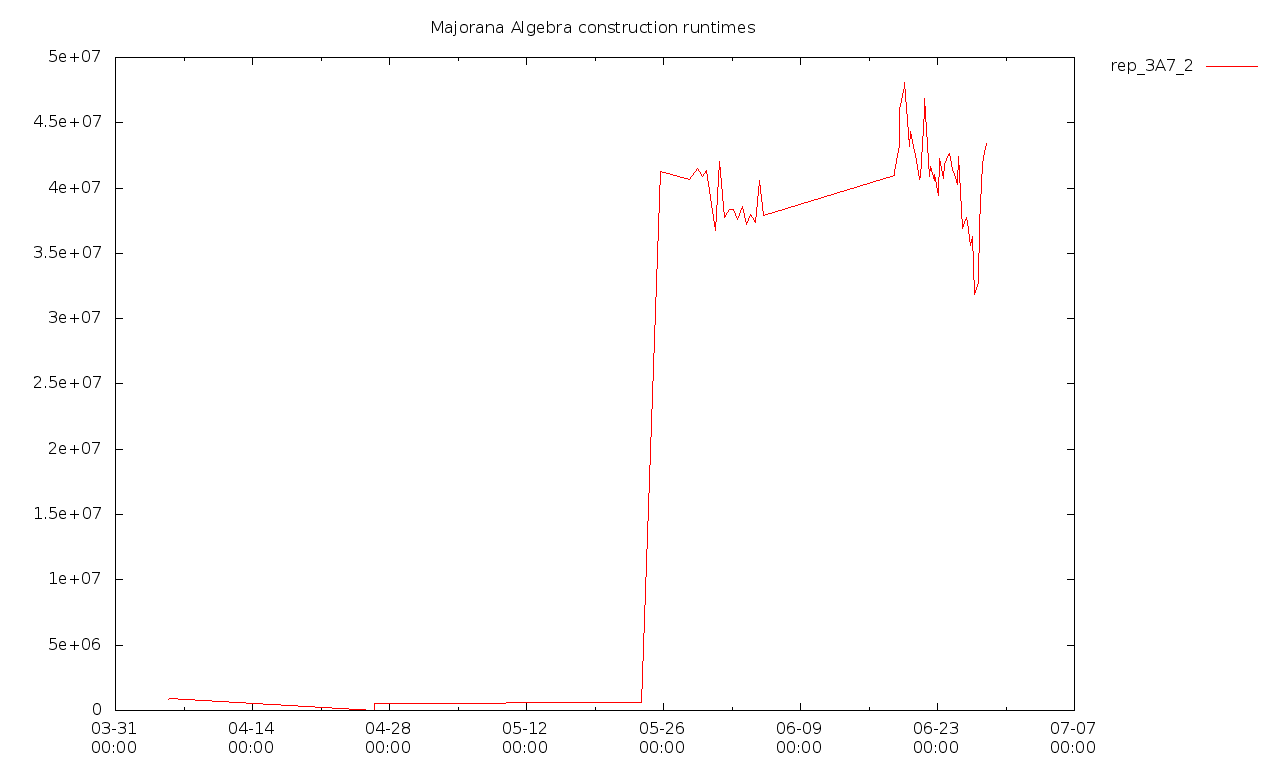 Majorana Algebra construction runtimes
rep_3A7_2
5e+07
4.5e+07
4e+07
3.5e+07
3e+07
2.5e+07
2e+07
1.5e+07
1e+07
5e+06
0
03-31 04-14 04-28 05-12 05-26 06-09 06-23 07-07
00:00 00:00 00:00 00:00 00:00 00:00 00:00 00:00